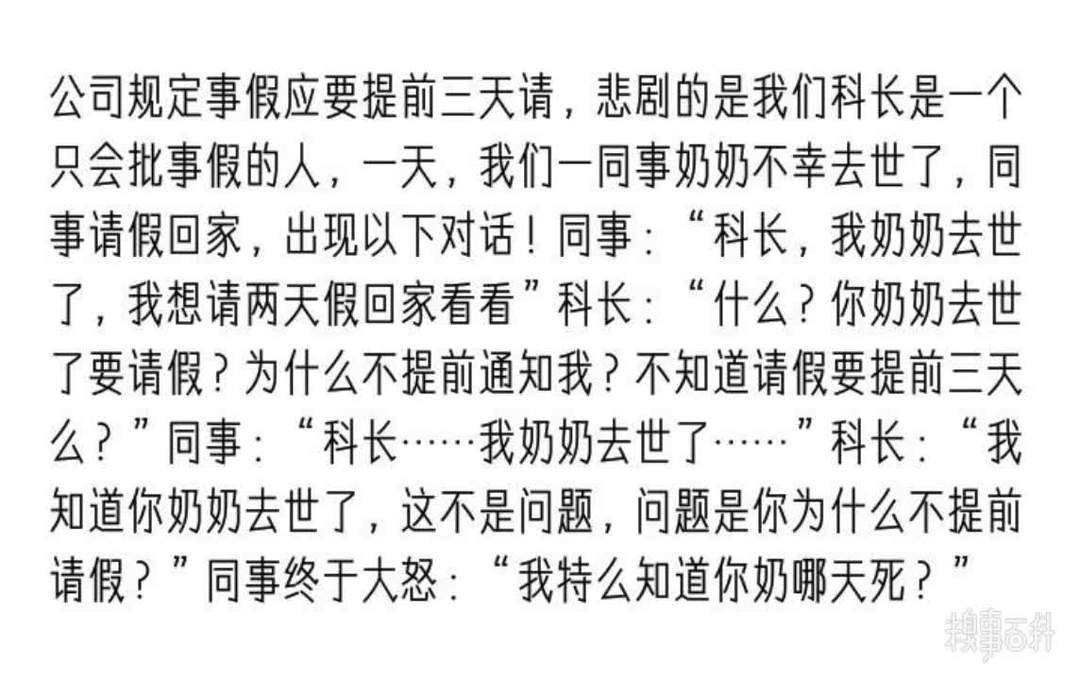 公司规定事假应要提前三天请，悲剧的是我们科长是一个
只会批事假的人，一天，我们一同事奶奶不幸去世了，同
事请假回家，出现以下对话！同事：“科长，我奶奶去世
了，我想请两天假回家看看”科长：“什么？你奶奶去世
了要请假？为什么不提前通知我？不知道请假要提前三天
么？”同事：“科长……我奶奶去世了……”科长：“我
知道你奶奶去世了，这不是问题，问题是你为什么不提前
请假？”同事终于大怒：“我特么知道你奶哪天死？”
糗事百科